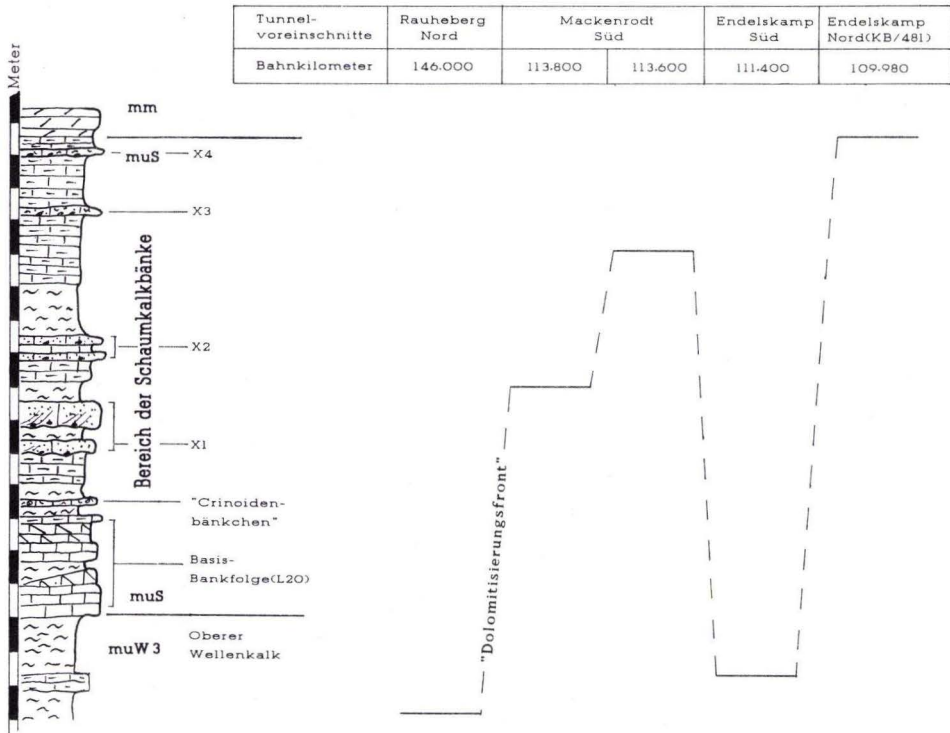 Tunnel-
voreinschnitte
Rauheberg
Nord
Mackenrodt
Süd
Endelskamp
Süd
Endelskamp
Nord(KB/481)
Bahnkilometer
146.000
113.800
113.600
111.400
109.980
Meter
mm
muS
X4
X3
Bereich der Schaumkalkbänke
X2
X1
"Crinoiden-
bänkchen"
Basis-
Bankfolge(L20)
muS
muW3
Oberer
Wellenkalk
"Dolomitisierungsfront"